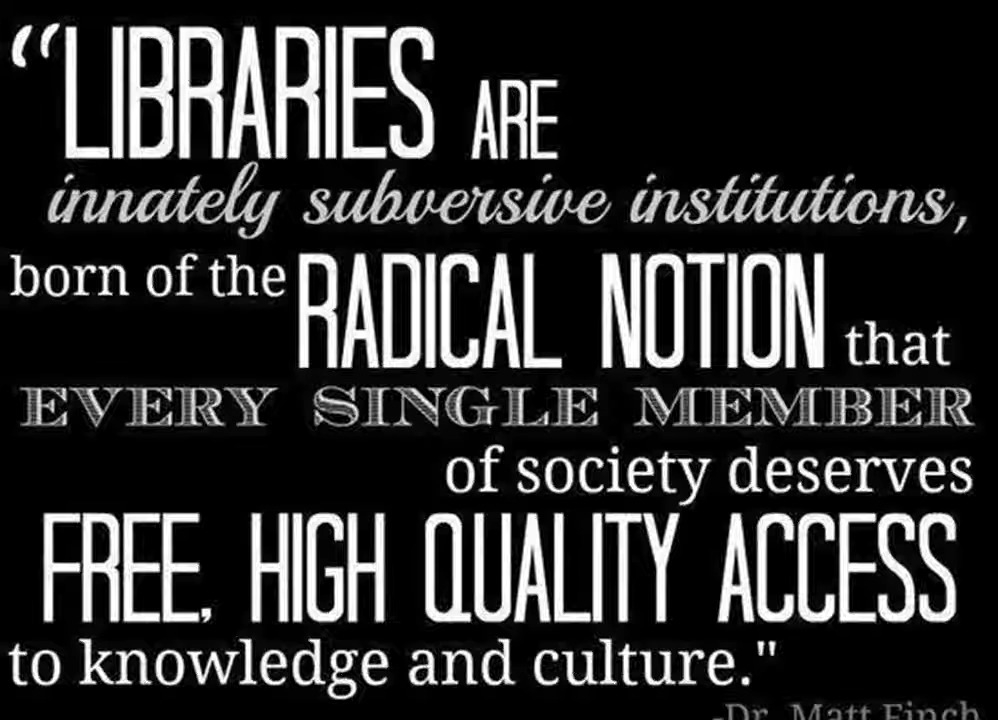 “LIBRARIES ARE
innately subversive institutions,
born of the RADICAL NOTION that
EVERY SINGLE MEMBER
of society deserves
FREE, HIGH QUALITY ACCESS
to knowledge and culture."
-Dr. Matt Finch